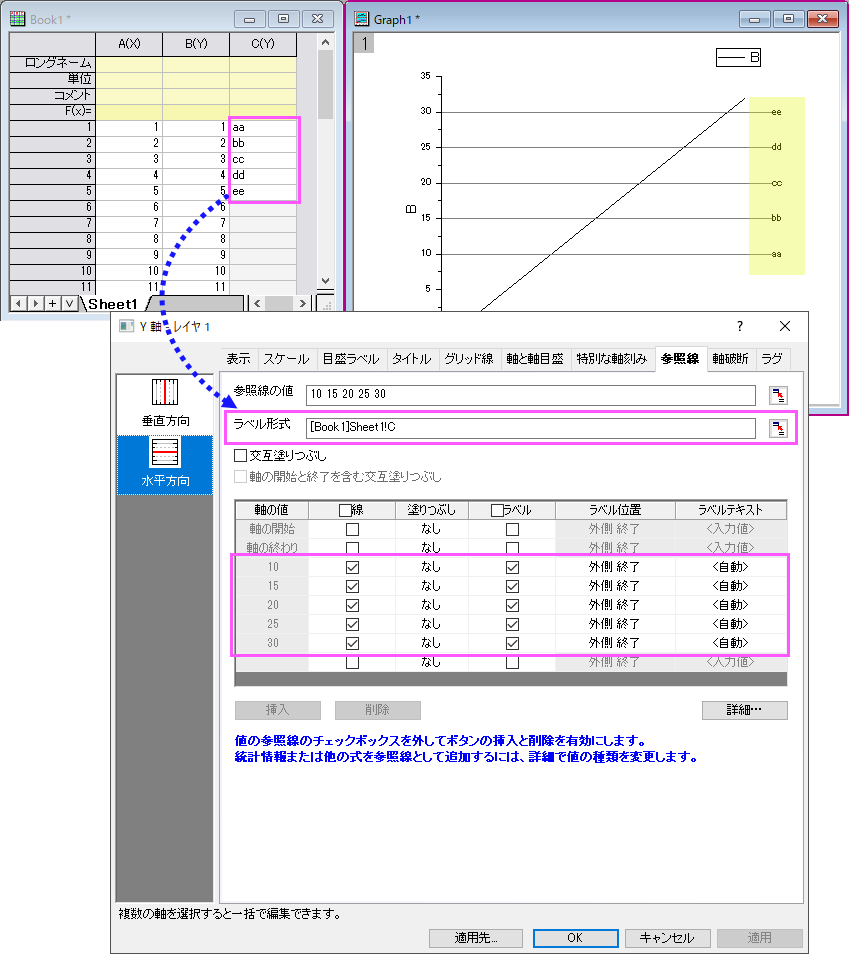 Book1 *
A(X) B(Y) C(Y)
ロングネーム
単位
コメント
F(x)=
1 1 1 aa
2 2 2 bb
3 3 3 cc
4 4 4 dd
5 5 5 ee
6 6 6
7 7 7
8 8 8
9 9 9
10 10 10
11 11 11
Sheet1
Graph1 *
1
B
35
30 ee
25 dd
20 cc
B
15 bb
10 aa
5
Y 軸 - レイヤ 1
表示 スケール 目盛ラベル タイトル グリッド線 軸と軸目盛 特別な軸刻み 参照線 軸破断 ラグ
垂直方向
水平方向
参照線の値 10 15 20 25 30
ラベル形式 [Book1]Sheet1!C
交互塗りつぶし
軸の開始と終了を含む交互塗りつぶし
軸の値 線 塗りつぶし ラベル ラベル位置 ラベルテキスト
軸の開始 なし 外側 終了 <入力値>
軸の終わり なし 外側 終了 <入力値>
10 なし 外側 終了 <自動>
15 なし 外側 終了 <自動>
20 なし 外側 終了 <自動>
25 なし 外側 終了 <自動>
30 なし 外側 終了 <自動>
なし 外側 終了 <入力値>
挿入 削除 詳細…
値の参照線のチェックボックスを外してボタンの挿入と削除を有効にします。
統計情報または他の式を参照線として追加するには、詳細で値の種類を変更します。
複数の軸を選択すると一括で編集できます。
適用先... OK キャンセル 適用